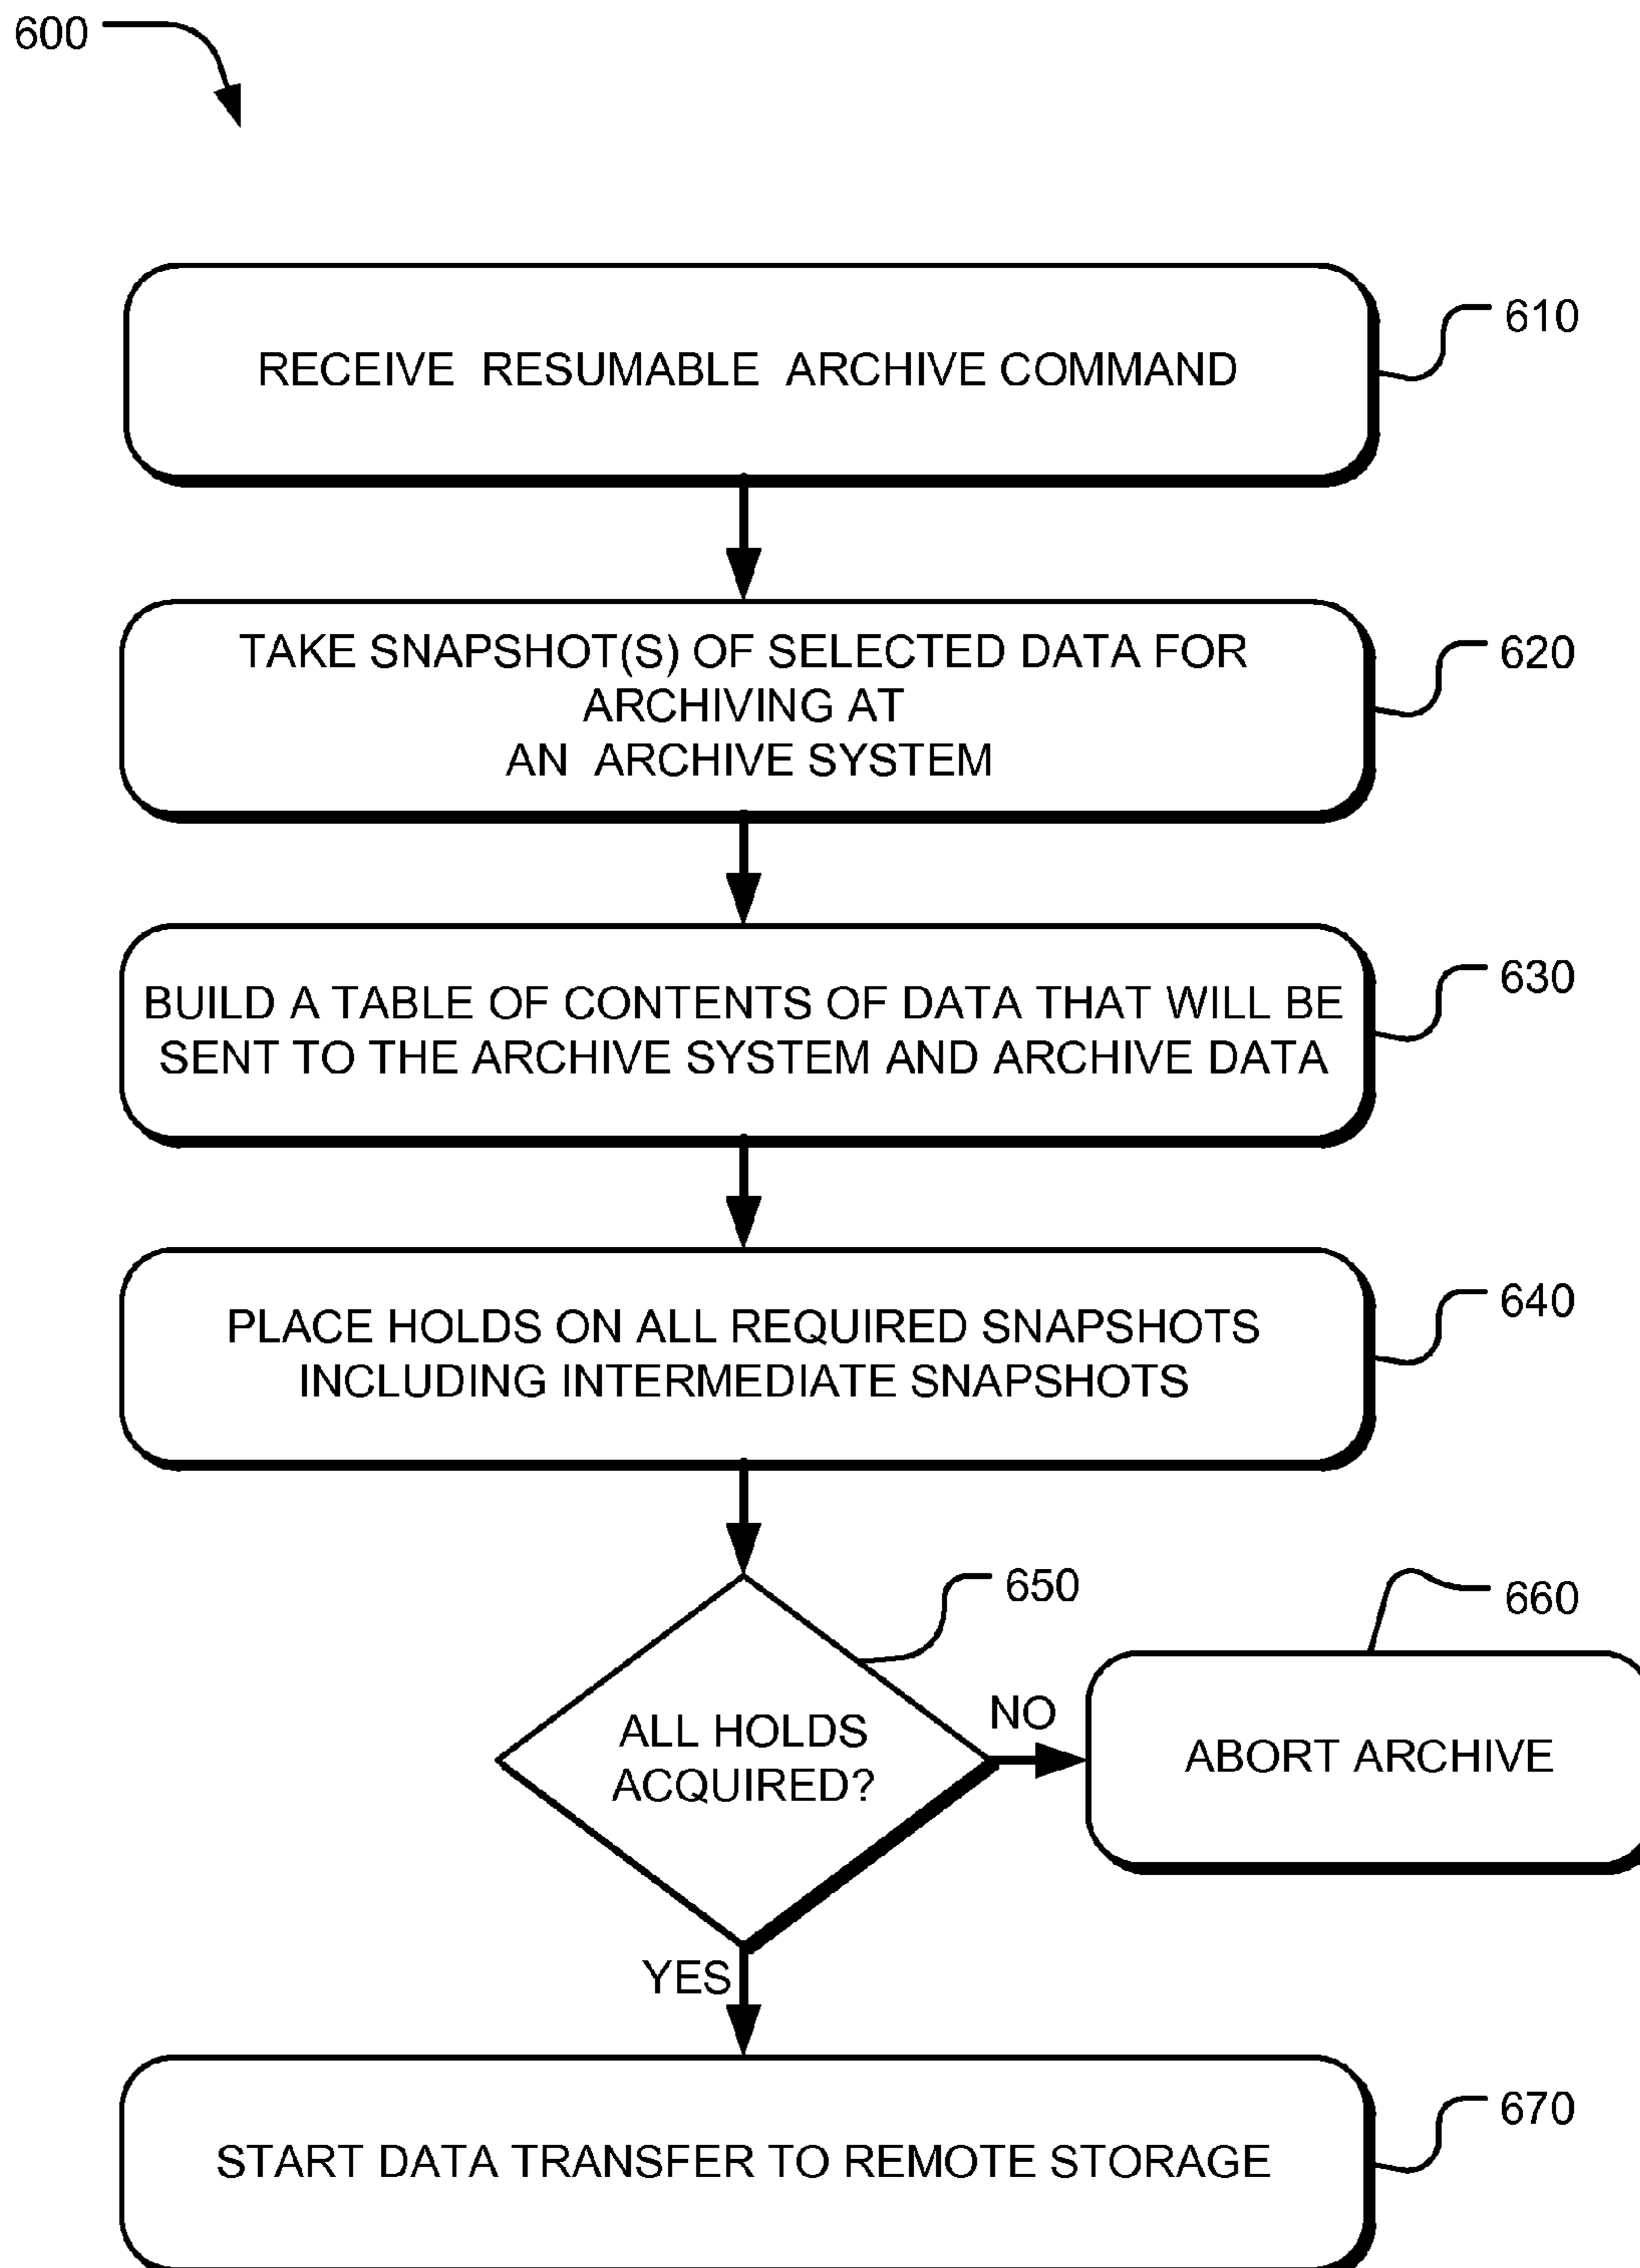 600
RECEIVE RESUMABLE ARCHIVE COMMAND
610
TAKE SNAPSHOT(S) OF SELECTED DATA FOR
ARCHIVING AT
AN ARCHIVE SYSTEM
620
BUILD A TABLE OF CONTENTS OF DATA THAT WILL BE
SENT TO THE ARCHIVE SYSTEM AND ARCHIVE DATA
630
PLACE HOLDS ON ALL REQUIRED SNAPSHOTS
INCLUDING INTERMEDIATE SNAPSHOTS
640
ALL HOLDS
ACQUIRED?
650
NO
ABORT ARCHIVE
660
YES
START DATA TRANSFER TO REMOTE STORAGE
670